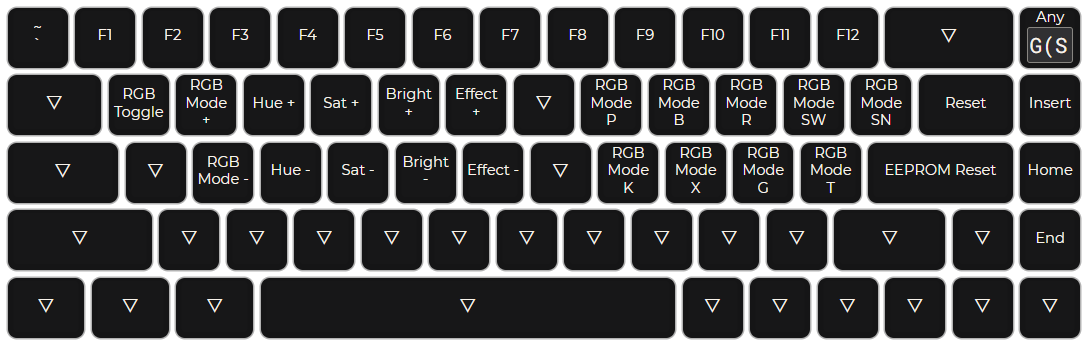 ~
`
F1
F2
F3
F4
F5
F6
F7
F8
F9
F10
F11
F12
▽
Any
G(S
▽
RGB
Toggle
RGB
Mode
+
Hue +
Sat +
Bright
+
Effect
+
▽
RGB
Mode
P
RGB
Mode
B
RGB
Mode
R
RGB
Mode
SW
RGB
Mode
SN
Reset
Insert
▽
▽
RGB
Mode -
Hue -
Sat -
Bright
-
Effect -
▽
RGB
Mode
K
RGB
Mode
X
RGB
Mode
G
RGB
Mode
T
EEPROM Reset
Home
▽
▽
▽
▽
▽
▽
▽
▽
▽
▽
▽
▽
▽
End
▽
▽
▽
▽
▽
▽
▽
▽
▽
▽